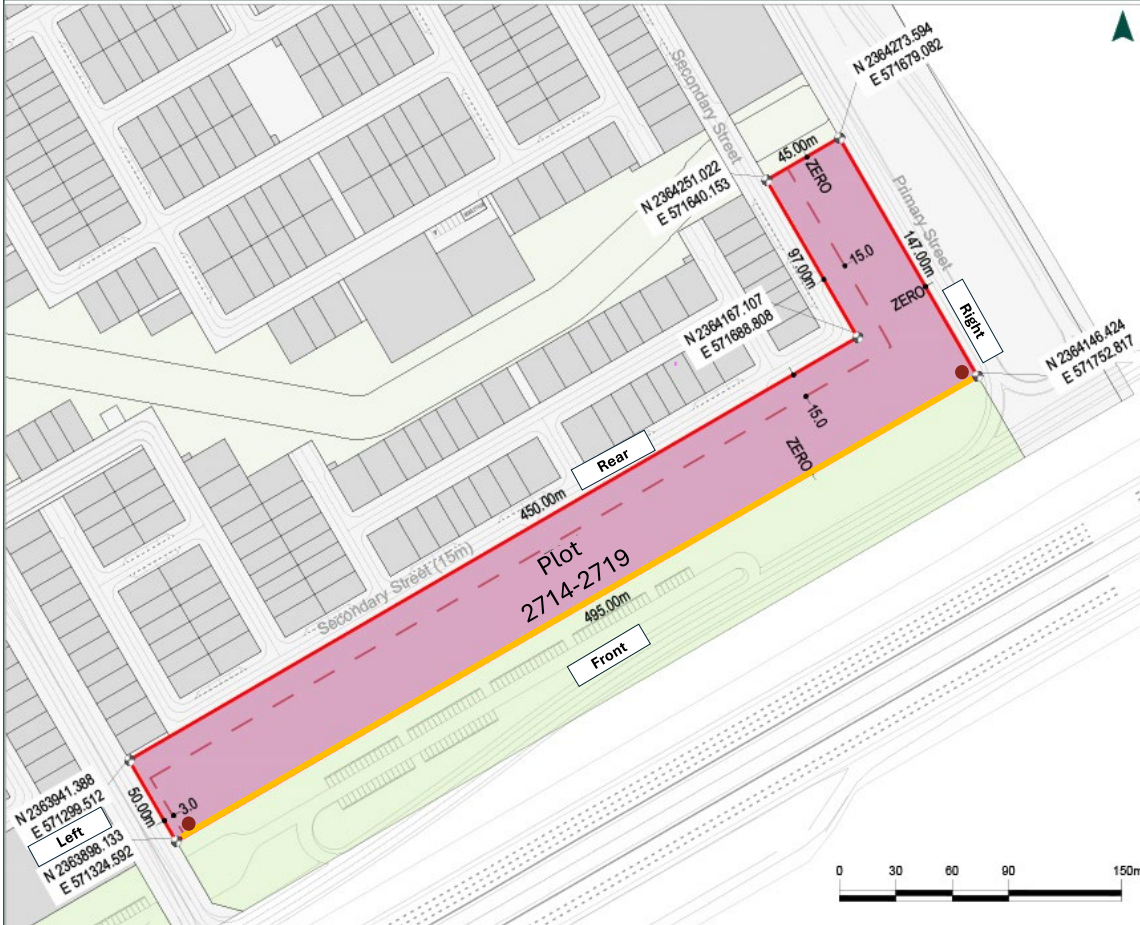 N 2364273.594
E 571679.082
Secondary Street
45.00m
ZERO
N 2364251.022
E 571640.153
Primary Street
15.0
147.00m
97.00m
ZERO
Right
N 2364167.107
E 571688.808
N 2364146.424
E 571752.817
15.0
ZERO
Rear
450.00m
Secondary Street (15m)
Plot
2714-2719
495.00m
Front
N 2363941.388
E 571299.512
50.00m
3.0
Left
N 2363898.133
E 571324.592
0 30 60 90 150m